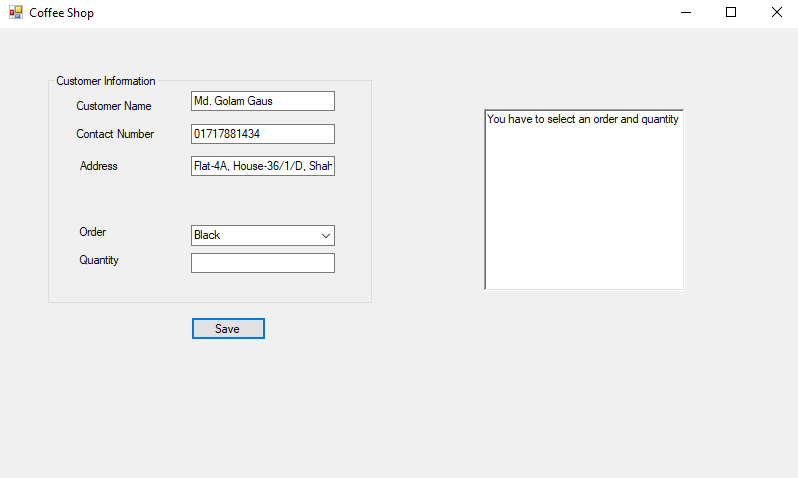 Coffee Shop
Customer Information
Customer Name
Md. Golam Gaus
Contact Number
01717881434
Address
Flat-4A, House-36/1/D, Shah
Order
Black
Quantity
Save
You have to select an order and quantity